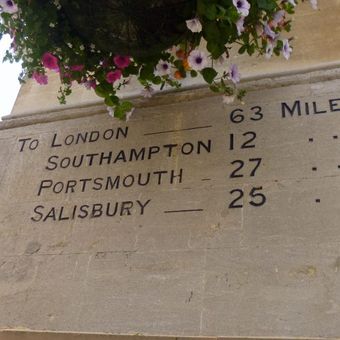 TO LONDON — 63 MILE
SOUTHAMPTON 12 . .
PORTSMOUTH - 27 . .
SALISBURY — 25 .